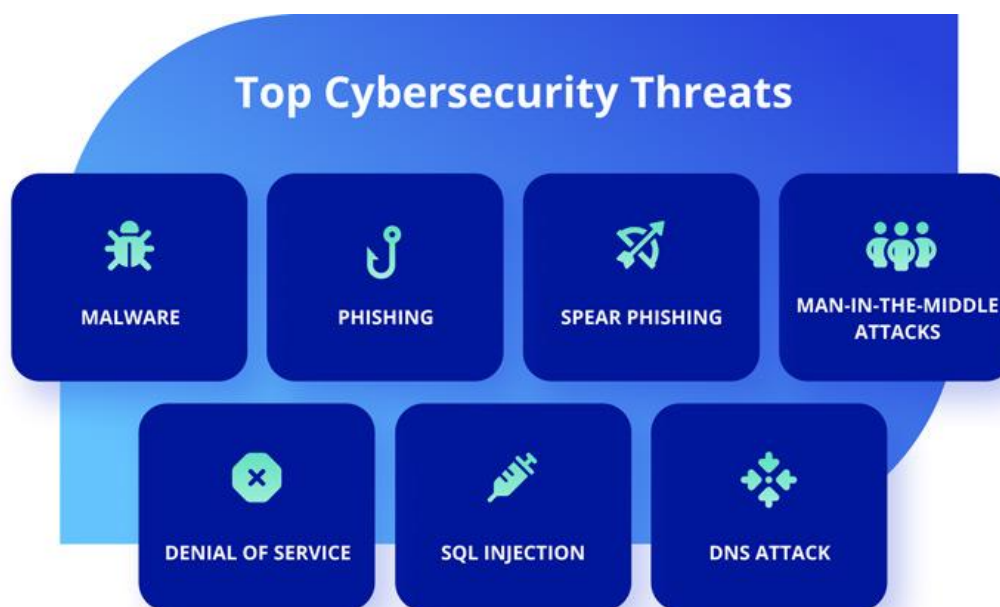 Top Cybersecurity Threats
MALWARE
PHISHING
SPEAR PHISHING
MAN-IN-THE-MIDDLE
ATTACKS
DENIAL OF SERVICE
SQL INJECTION
DNS ATTACK